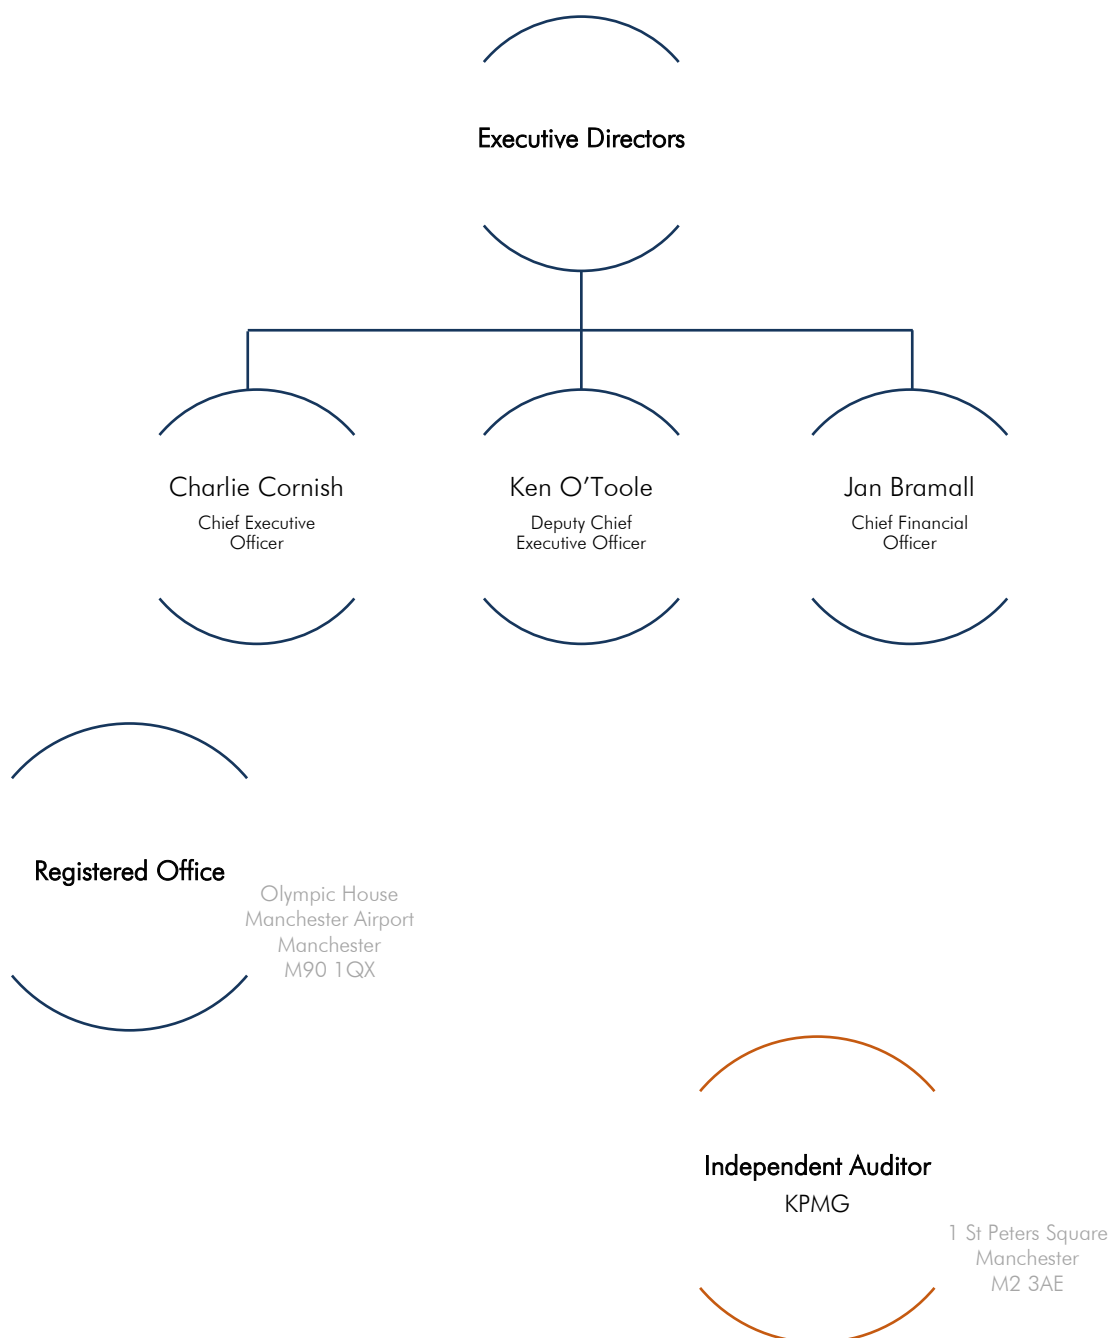 Executive Directors
Charlie Cornish
Chief Executive
Officer
Ken O'Toole
Deputy Chief
Executive Officer
Jan Bramall
Chief Financial
Officer
Registered Office
Olympic House
Manchester Airport
Manchester
M90 1QX
Independent Auditor
KPMG
1 St Peters Square
Manchester
M2 3AE